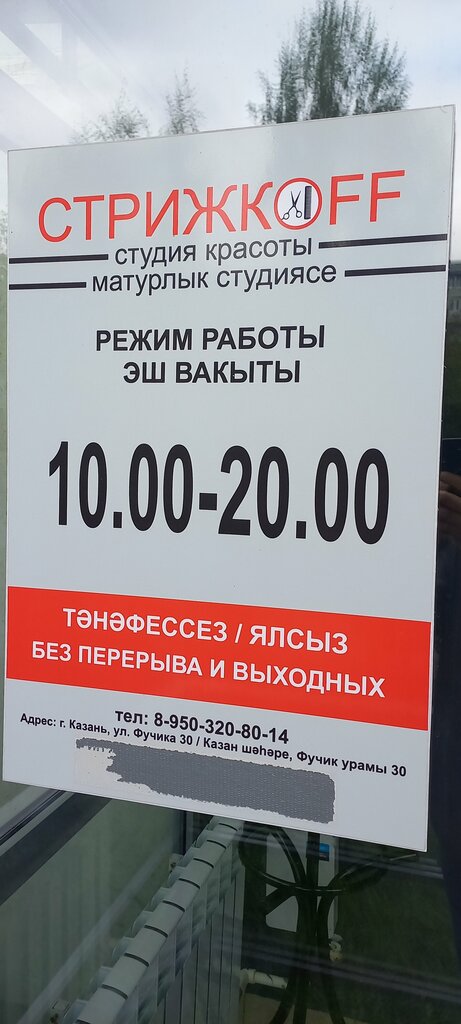 СТРИЖКOFF
студия красоты
матурлык студиясе
РЕЖИМ РАБОТЫ
ЭШ ВАКЫТЫ
10.00-20.00
ТӘНӘФЕССЕЗ / ЯЛСЫЗ
БЕЗ ПЕРЕРЫВА И ВЫХОДНЫХ
тел: 8-950-320-80-14
Адрес: г. Казань, ул. Фучика 30 / Казан шәһәре, Фучик урамы 30